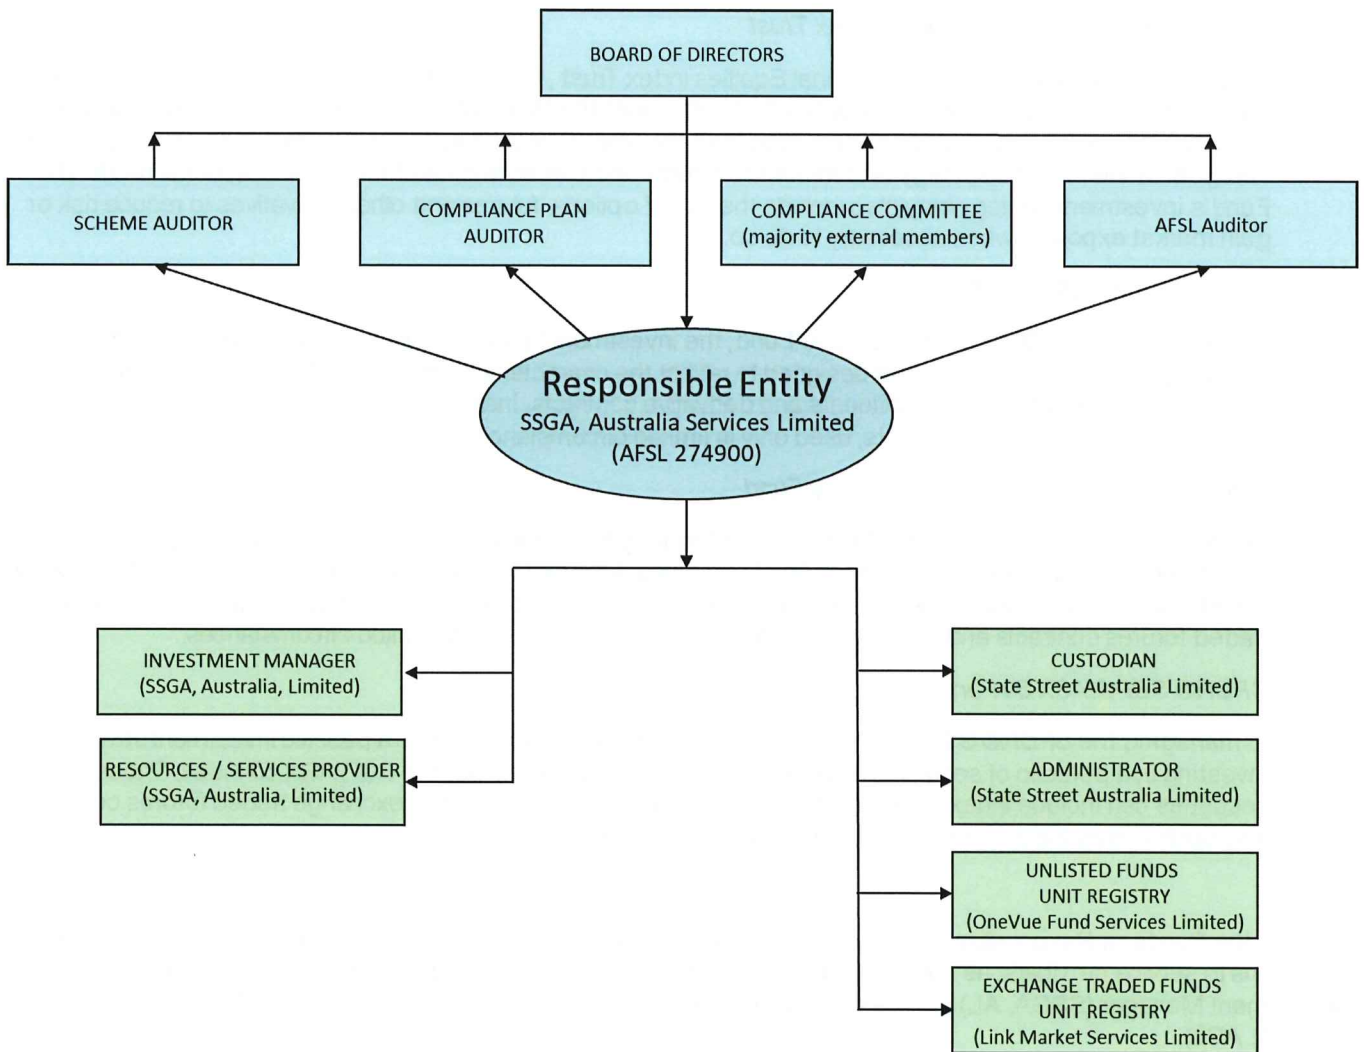 BOARD OF DIRECTORS
SCHEME AUDITOR
COMPLIANCE PLAN
AUDITOR
COMPLIANCE COMMITTEE
(majority external members)
AFSL Auditor
Responsible Entity
SSGA, Australia Services Limited
(AFSL 274900)
INVESTMENT MANAGER
(SSGA, Australia, Limited)
RESOURCES / SERVICES PROVIDER
(SSGA, Australia, Limited)
CUSTODIAN
(State Street Australia Limited)
ADMINISTRATOR
(State Street Australia Limited)
UNLISTED FUNDS
UNIT REGISTRY
(OneVue Fund Services Limited)
EXCHANGE TRADED FUNDS
UNIT REGISTRY
(Link Market Services Limited)